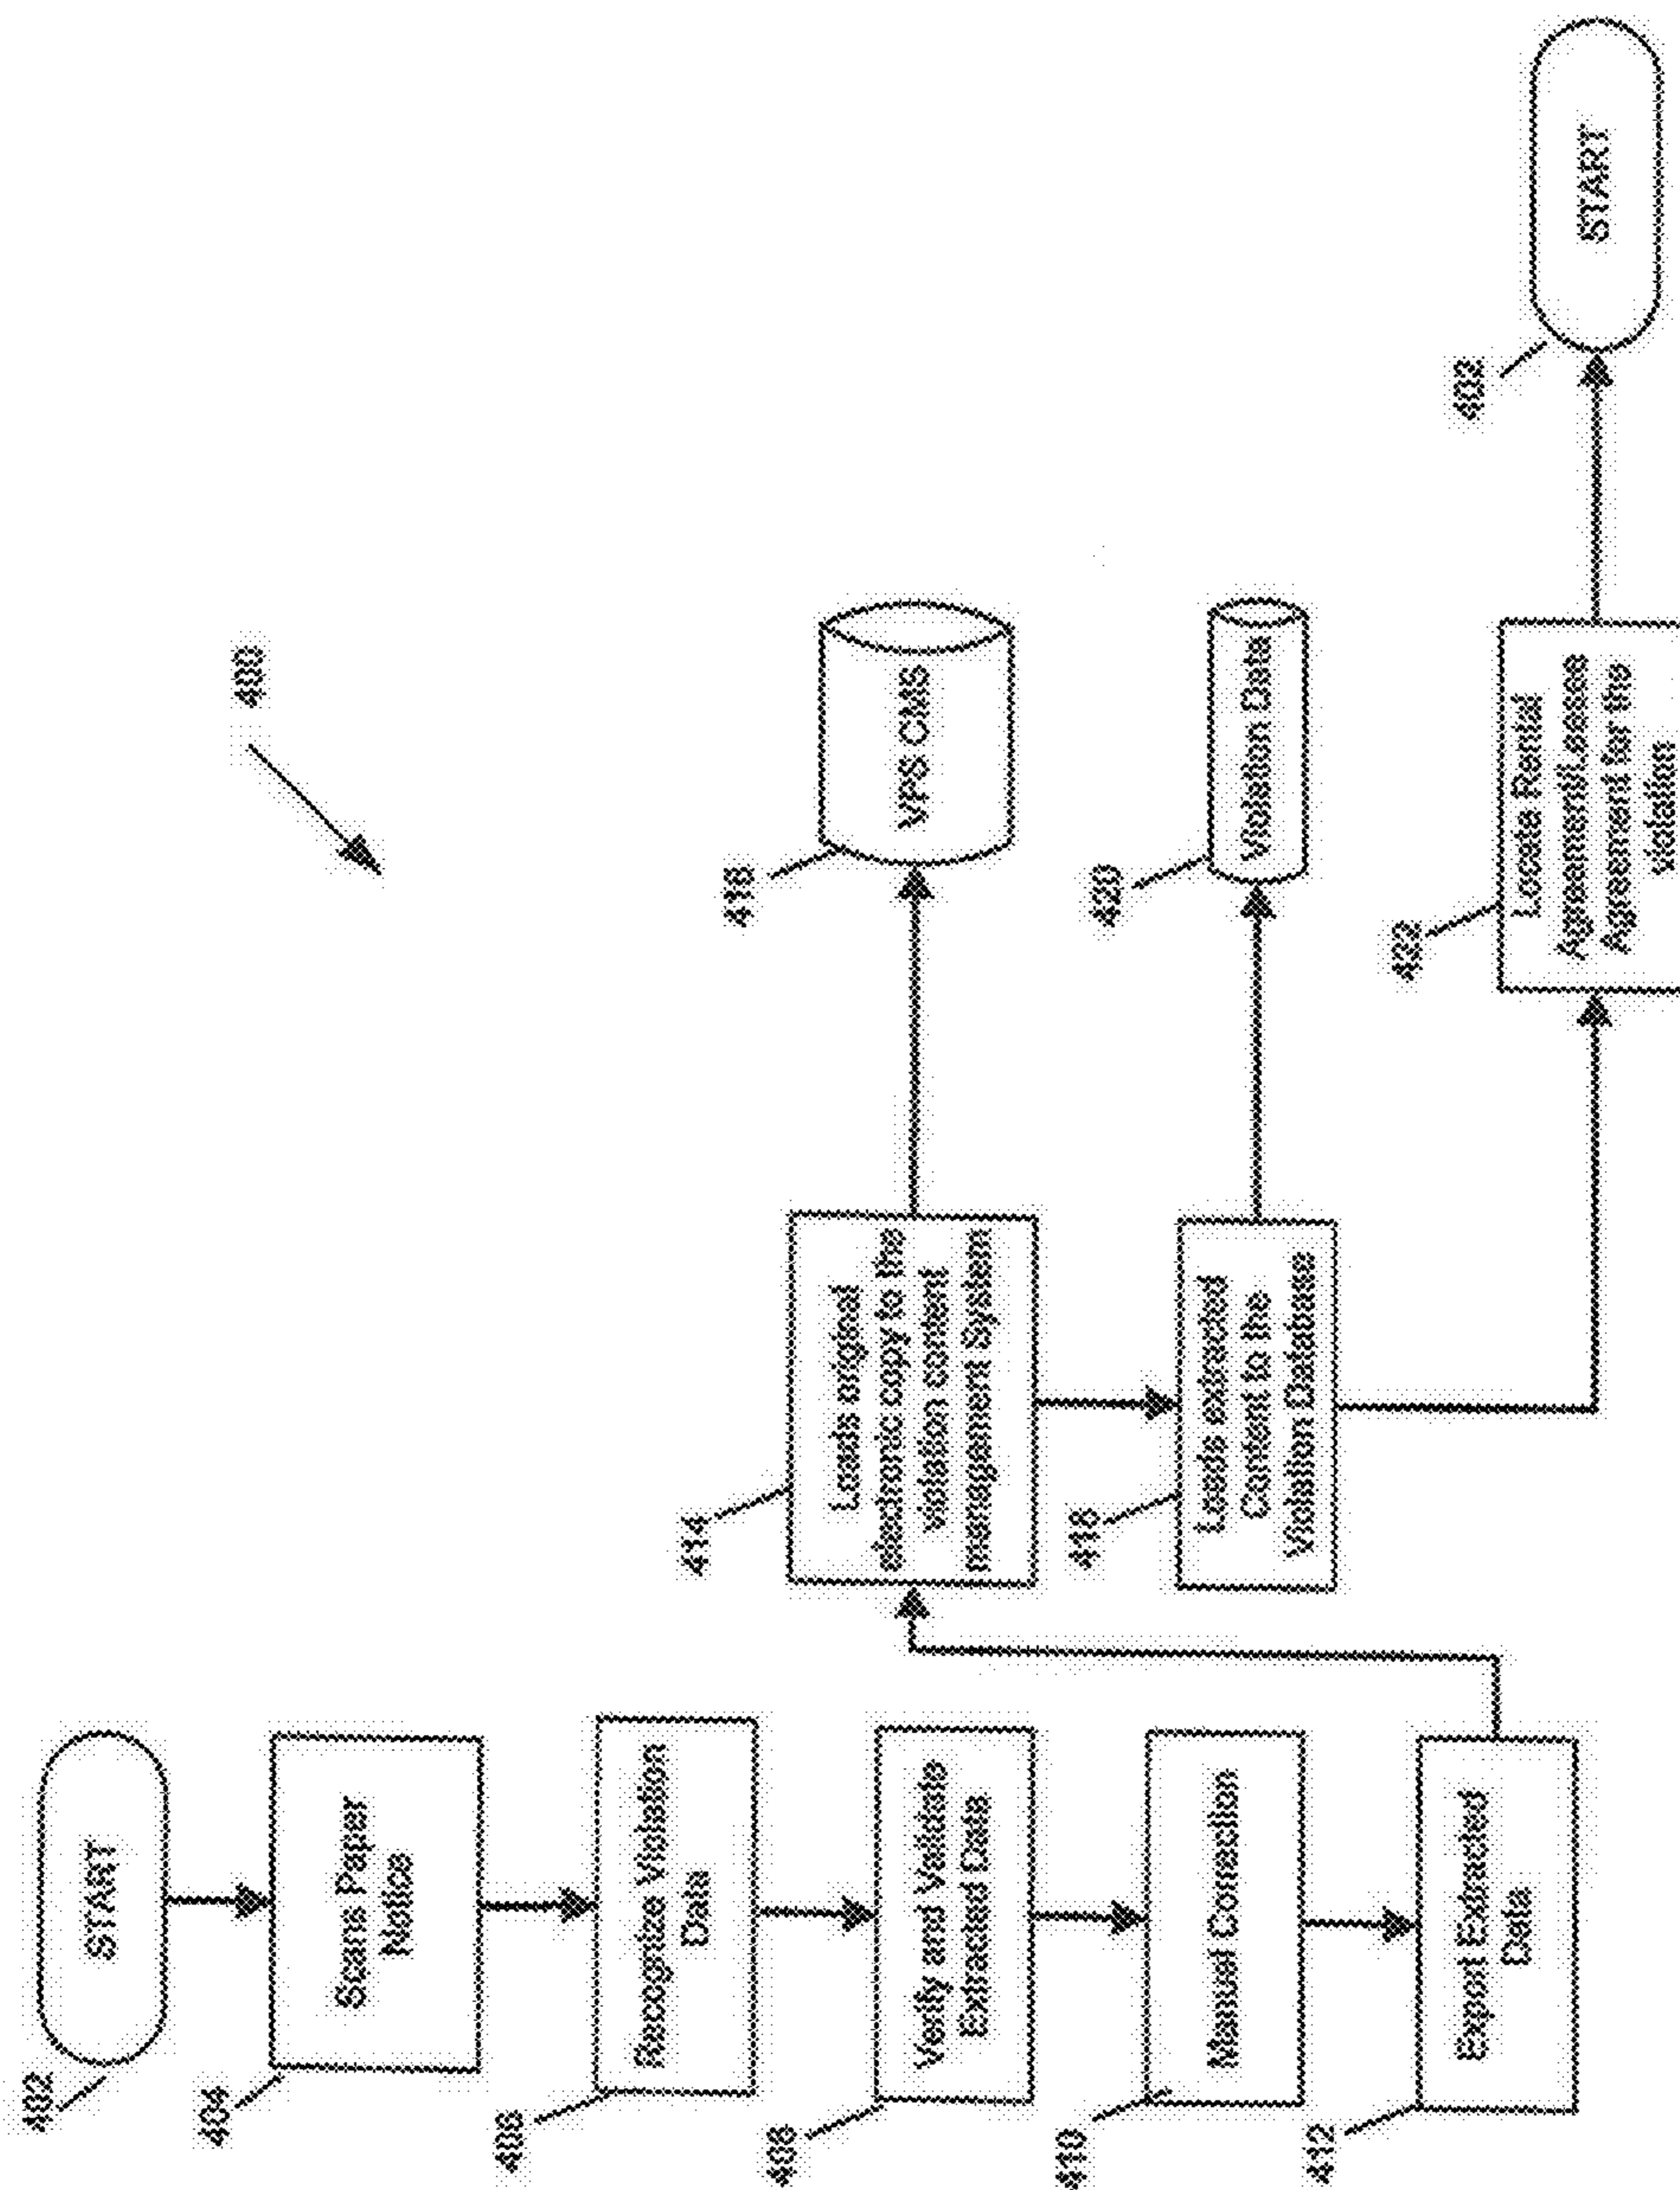 400
402
START
404
Scans Paper
Notice
406
Recognize Violation
Data
408
Verify and Validate
Extracted Data
410
Manual Correction
412
Export Extracted
Data
414
Loads original
electronic copy to the
violation content
management System
416
VPS CMS
418
Loads extracted
Content to the
Violation Database
420
Violation Data
422
Locate Rental
Agreement/Lease
Agreement for the
violation
402
START